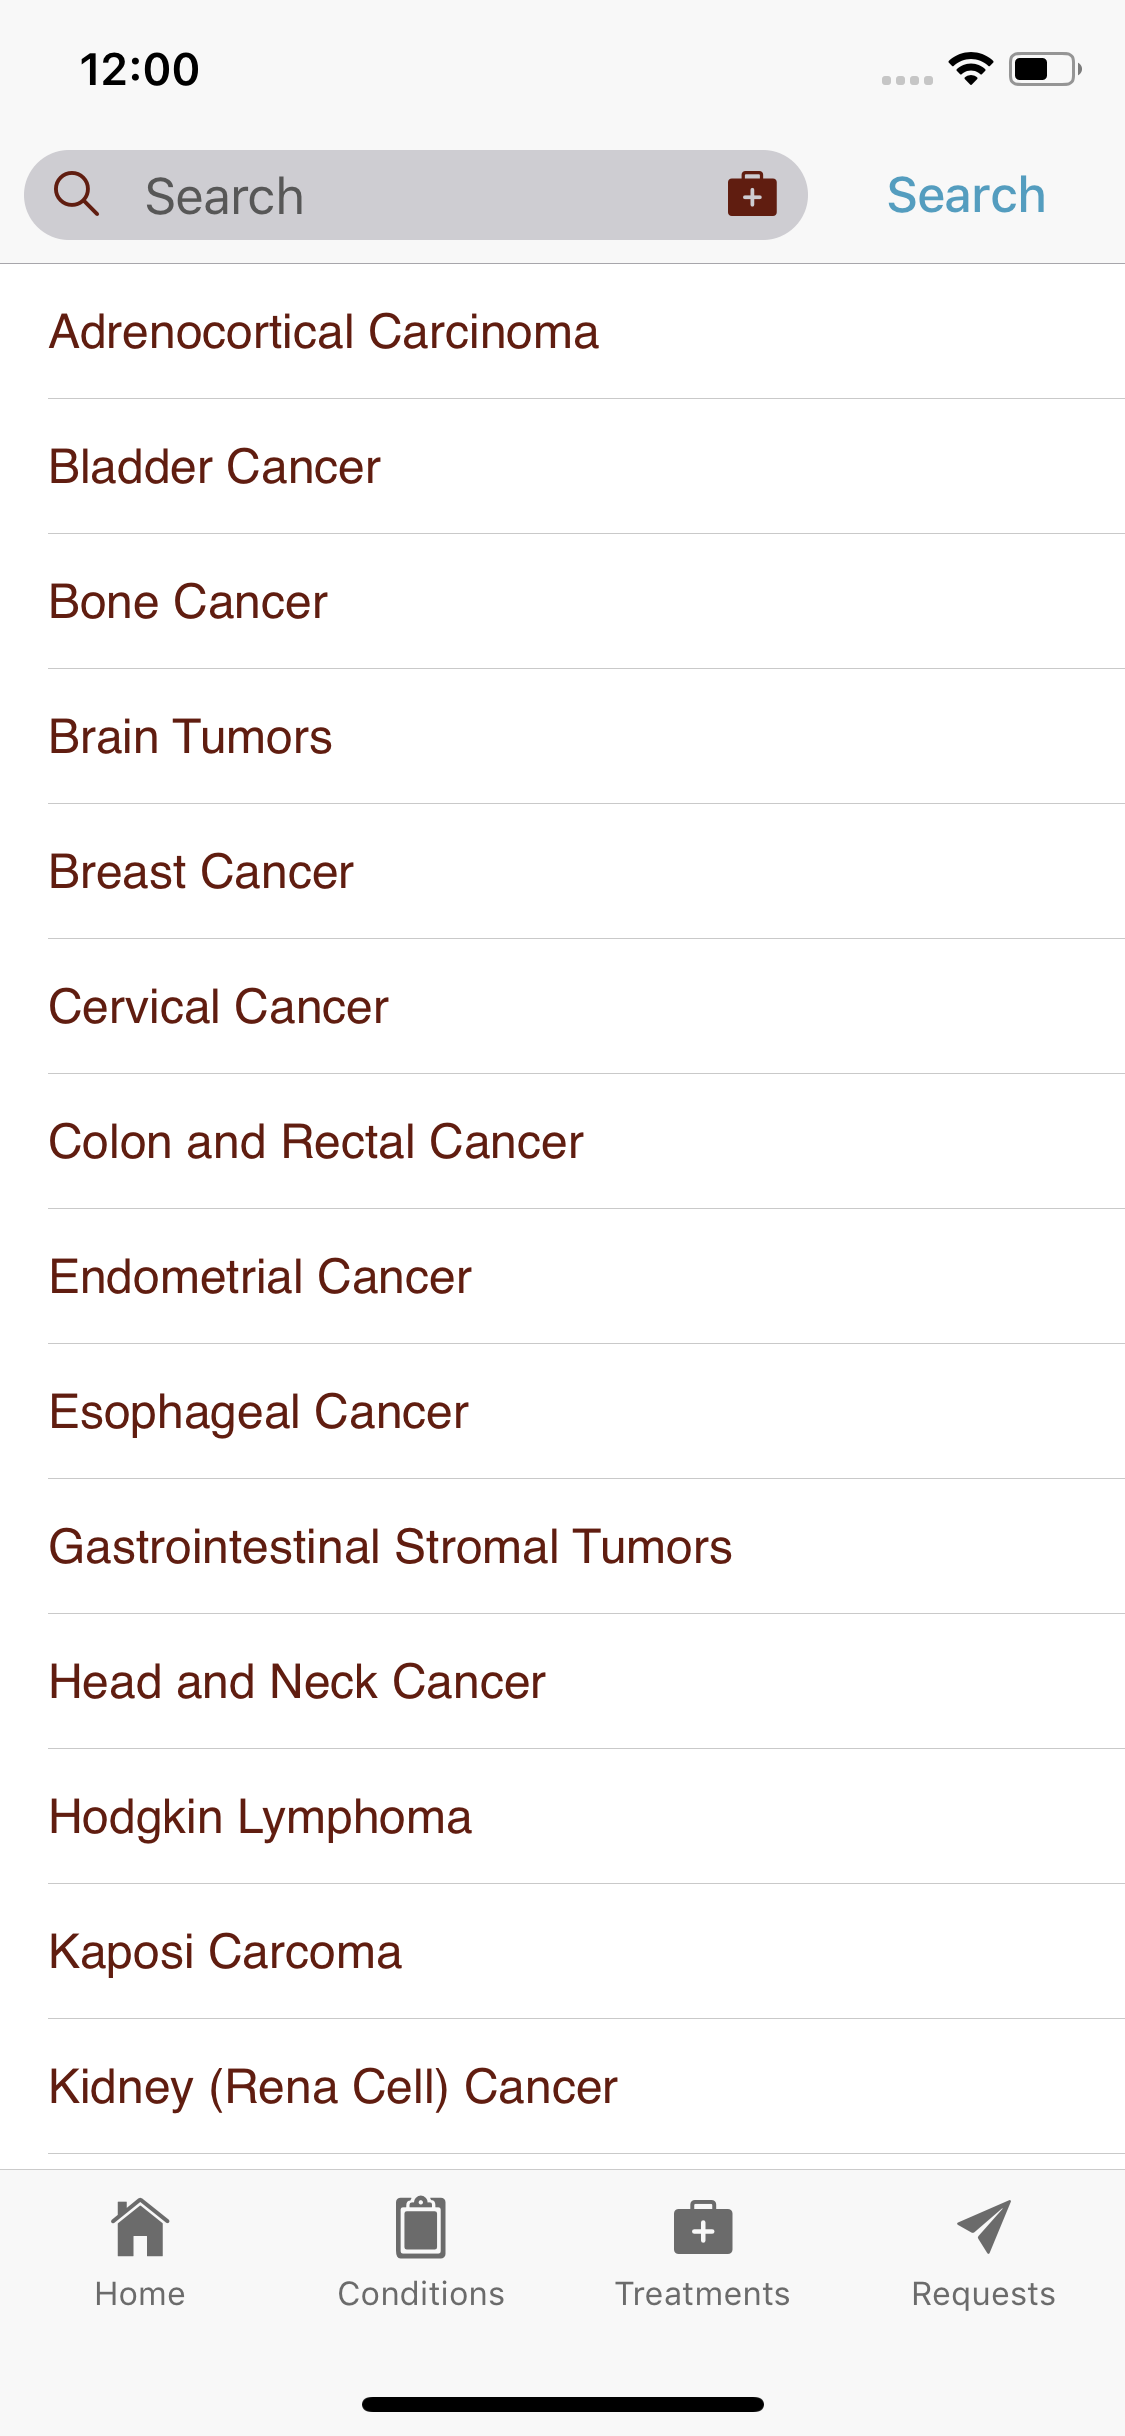 12:00
Search
Search
Adrenocortical Carcinoma
Bladder Cancer
Bone Cancer
Brain Tumors
Breast Cancer
Cervical Cancer
Colon and Rectal Cancer
Endometrial Cancer
Esophageal Cancer
Gastrointestinal Stromal Tumors
Head and Neck Cancer
Hodgkin Lymphoma
Kaposi Carcoma
Kidney (Rena Cell) Cancer
Home
Conditions
Treatments
Requests